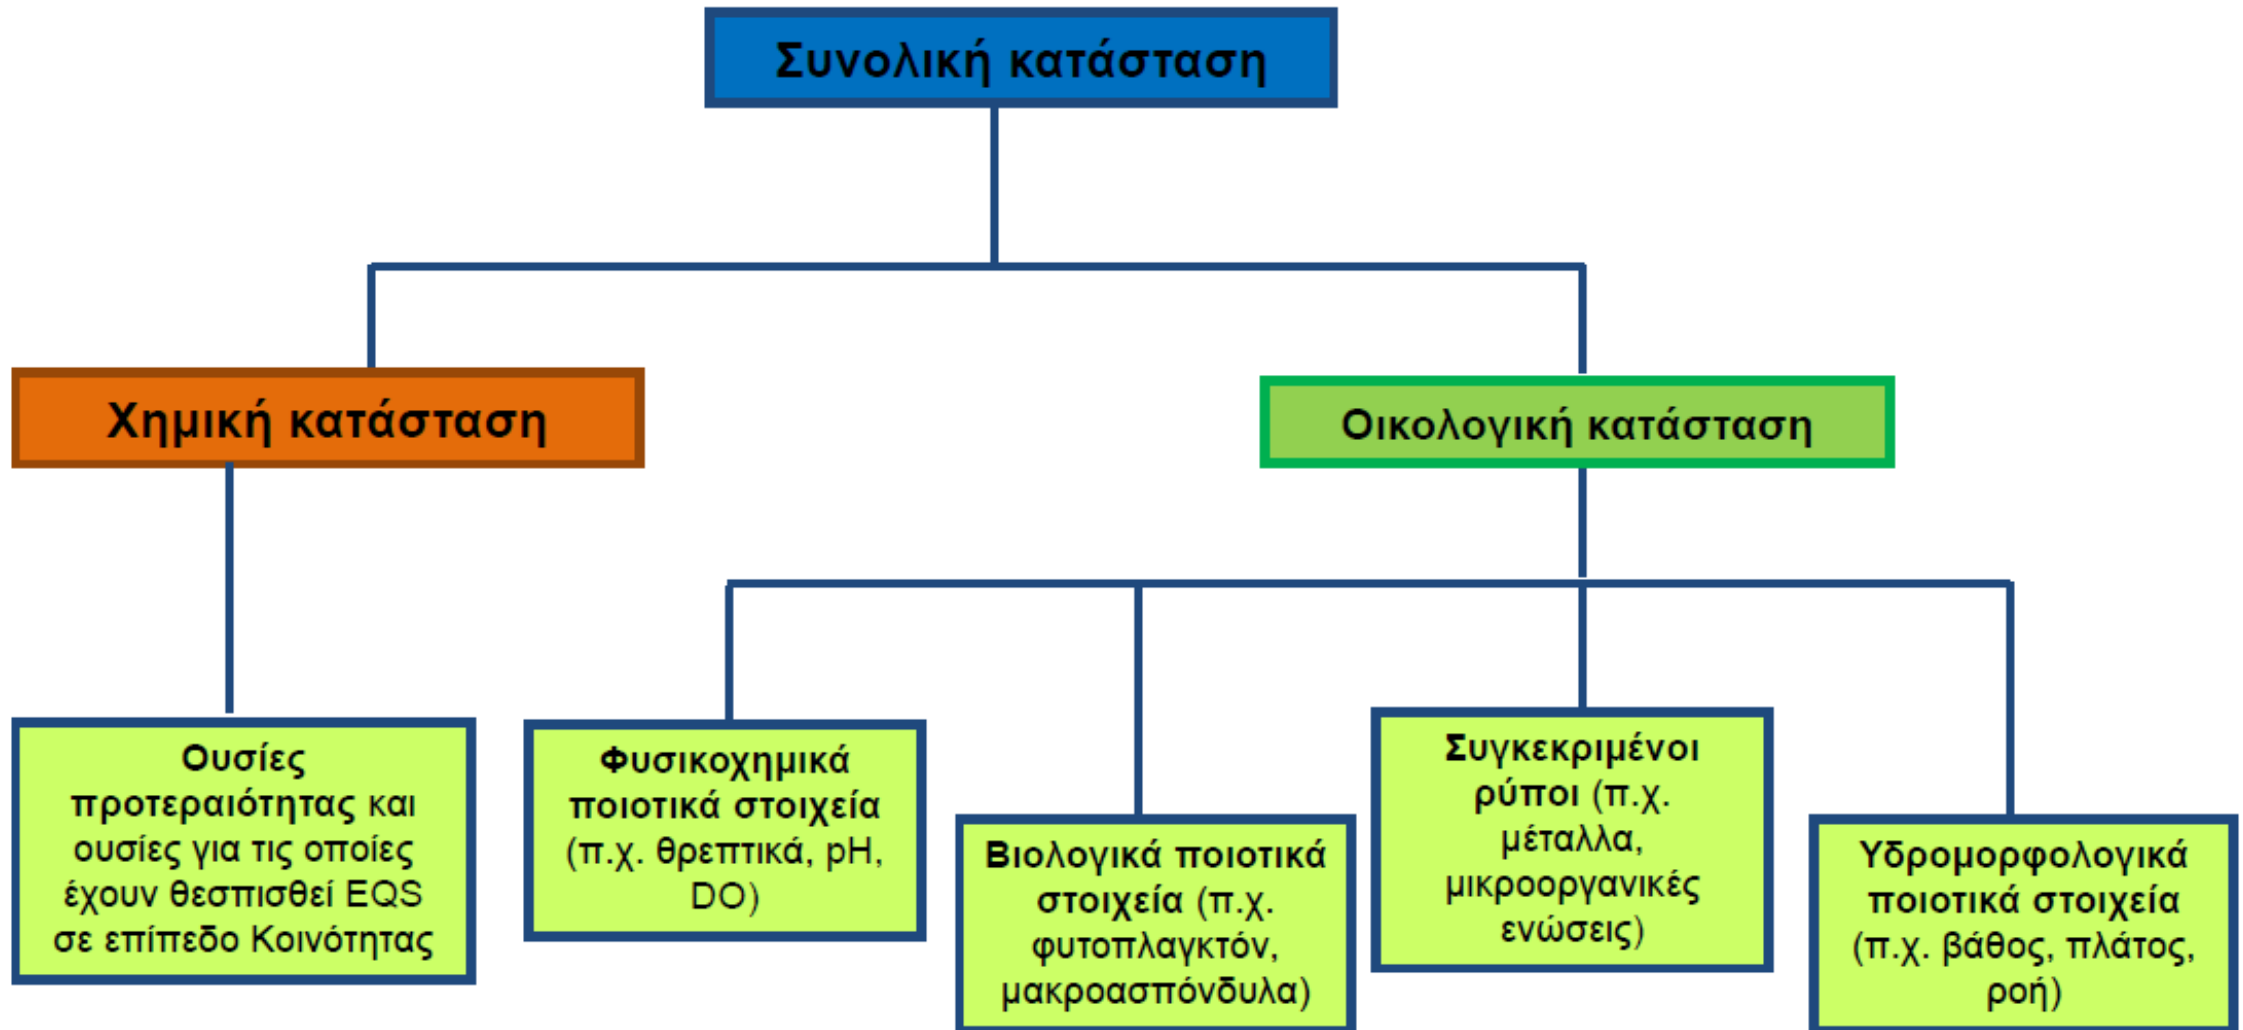 Συνολική κατάσταση
Χημική κατάσταση
Οικολογική κατάσταση
Ουσίες
προτεραιότητας και
ουσίες για τις οποίες
έχουν θεσπισθεί EQS
σε επίπεδο Κοινότητας
Φυσικοχημικά
ποιοτικά στοιχεία
(π.χ. θρεπτικά, pH,
DO)
Βιολογικά ποιοτικά
στοιχεία (π.χ.
φυτοπλαγκτόν,
μακροασπόνδυλα)
Συγκεκριμένοι
ρύποι (π.χ.
μέταλλα,
μικροοργανικές
ενώσεις)
Υδρομορφολογικά
ποιοτικά στοιχεία
(π.χ. βάθος, πλάτος,
ροή)